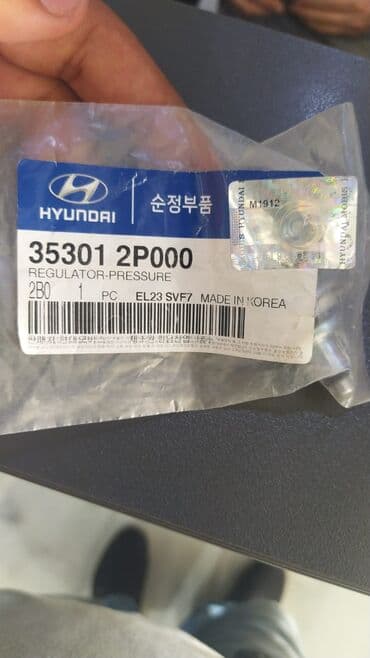 HYUNDAI 순정부품
M1912
35301 2P000
REGULATOR-PRESSURE
2B0 1 PC EL23 SVF7 MADE IN KOREA